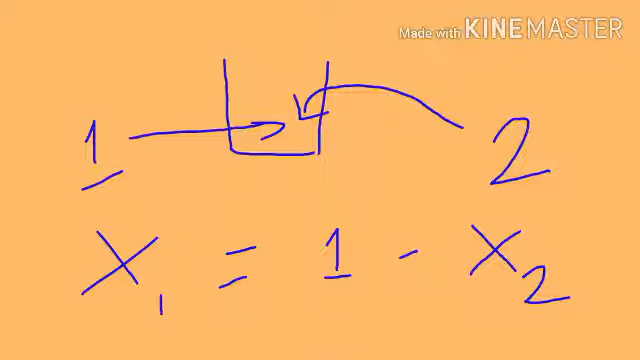 Made with KINEMASTER
1 2
X₁ = 1 - X₂